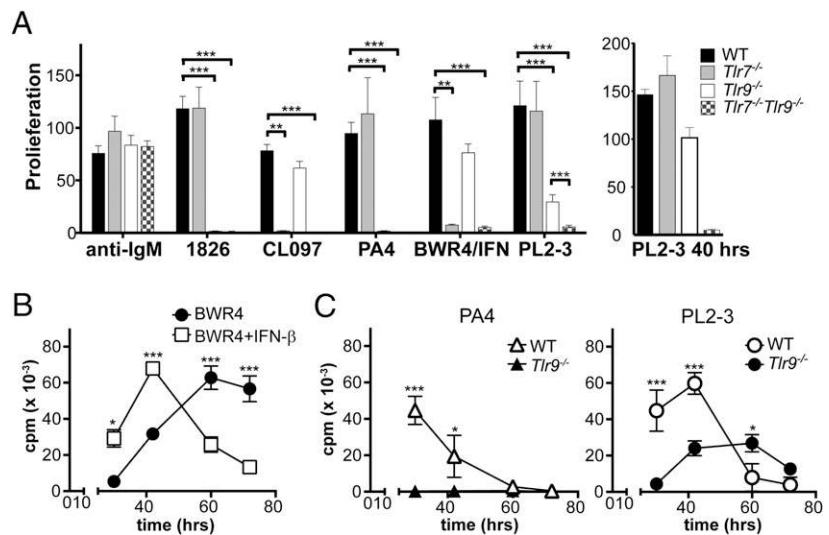 A
Prolieferation
150
100
50
0
*** *** *** ** *** *** *** ** *** *** ***
anti-IgM 1826 CL097 PA4 BWR4/IFN PL2-3
200
150
100
50
0
WT
Tlr7-/-
Tlr9-/-
Tlr7-/-Tlr9-/-
PL2-3 40 hrs
B
BWR4
BWR4+IFN-β
cpm (x 10-3)
80
60
40
20
0
* *** *** ***
010 40 60 80
time (hrs)
C
PA4
WT
Tlr9-/-
cpm (x 10-3)
80
60
40
20
0
*** *
010 40 60 80
time (hrs)
PL2-3
WT
Tlr9-/-
80
60
40
20
0
*** *** *
010 40 60 80
time (hrs)